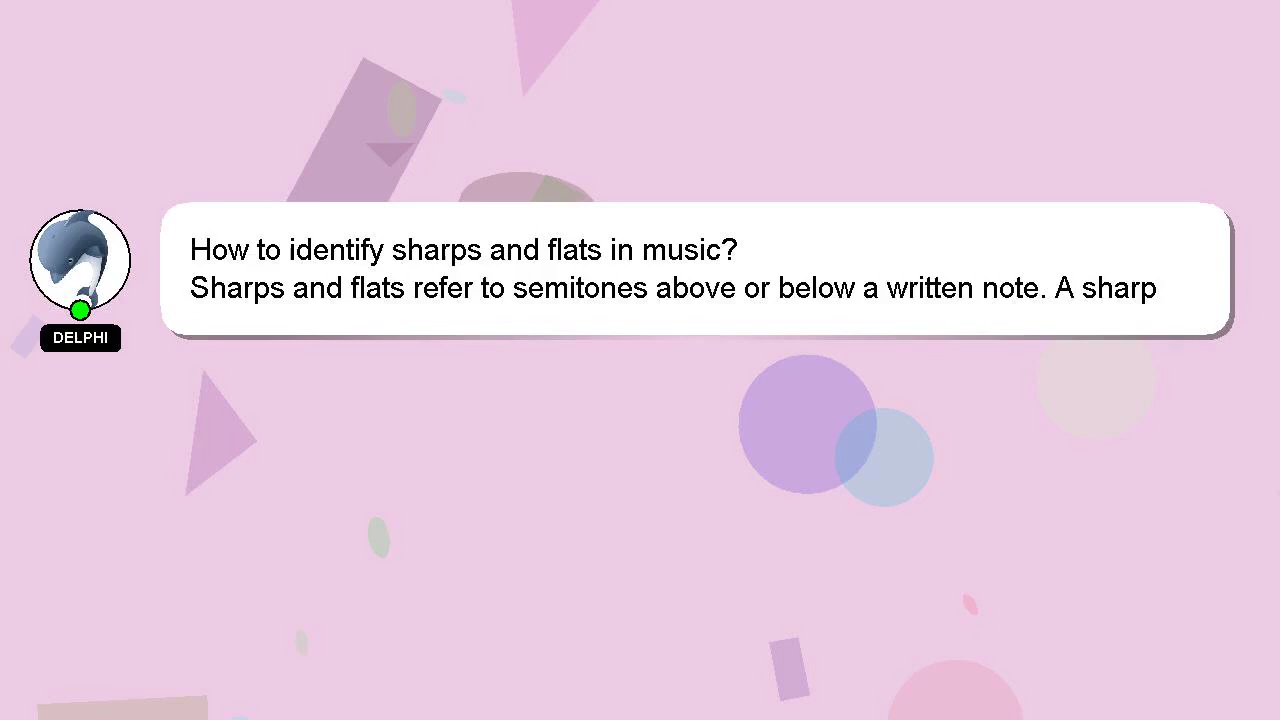 How to identify sharps and flats in music?
Sharps and flats refer to semitones above or below a written note. A sharp
DELPHI